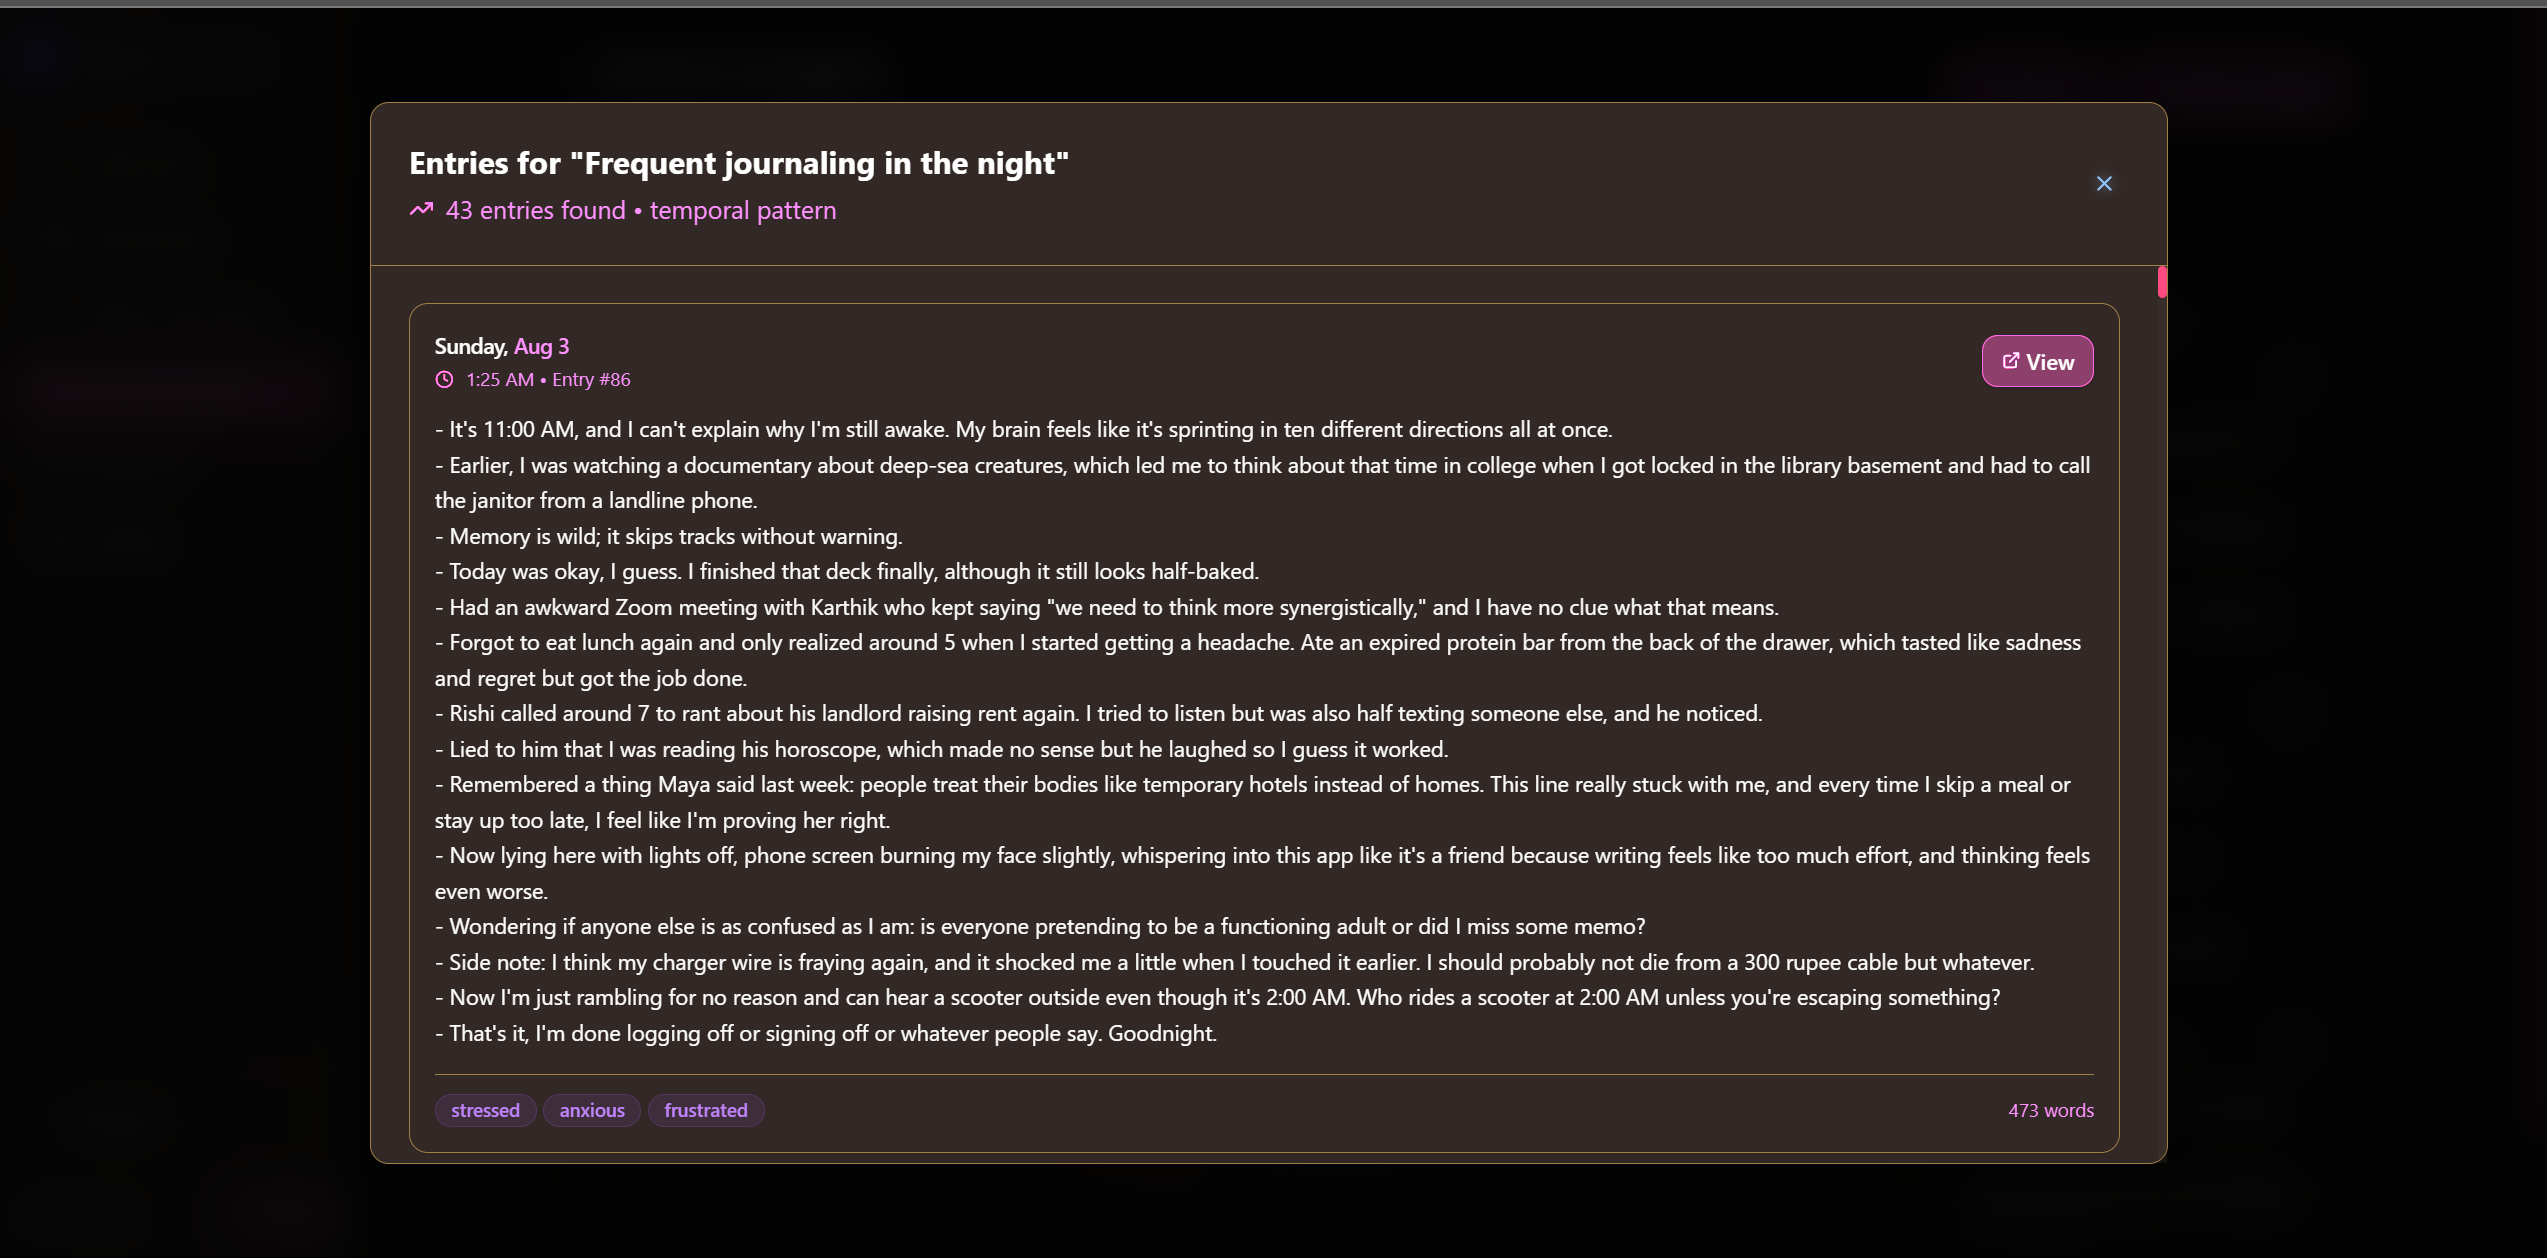 Entries for "Frequent journaling in the night"
43 entries found • temporal pattern
Sunday, Aug 3
View
1:25 AM • Entry #86
- It's 11:00 AM, and I can't explain why I'm still awake. My brain feels like it's sprinting in ten different directions all at once.
- Earlier, I was watching a documentary about deep-sea creatures, which led me to think about that time in college when I got locked in the library basement and had to call
the janitor from a landline phone.
- Memory is wild; it skips tracks without warning.
- Today was okay, I guess. I finished that deck finally, although it still looks half-baked.
- Had an awkward Zoom meeting with Karthik who kept saying "we need to think more synergistically," and I have no clue what that means.
- Forgot to eat lunch again and only realized around 5 when I started getting a headache. Ate an expired protein bar from the back of the drawer, which tasted like sadness
and regret but got the job done.
- Rishi called around 7 to rant about his landlord raising rent again. I tried to listen but was also half texting someone else, and he noticed.
- Lied to him that I was reading his horoscope, which made no sense but he laughed so I guess it worked.
- Remembered a thing Maya said last week: people treat their bodies like temporary hotels instead of homes. This line really stuck with me, and every time I skip a meal or
stay up too late, I feel like I'm proving her right.
- Now lying here with lights off, phone screen burning my face slightly, whispering into this app like it's a friend because writing feels like too much effort, and thinking feels
even worse.
- Wondering if anyone else is as confused as I am: is everyone pretending to be a functioning adult or did I miss some memo?
- Side note: I think my charger wire is fraying again, and it shocked me a little when I touched it earlier. I should probably not die from a 300 rupee cable but whatever.
- Now I'm just rambling for no reason and can hear a scooter outside even though it's 2:00 AM. Who rides a scooter at 2:00 AM unless you're escaping something?
- That's it, I'm done logging off or signing off or whatever people say. Goodnight.
stressed anxious frustrated
473 words